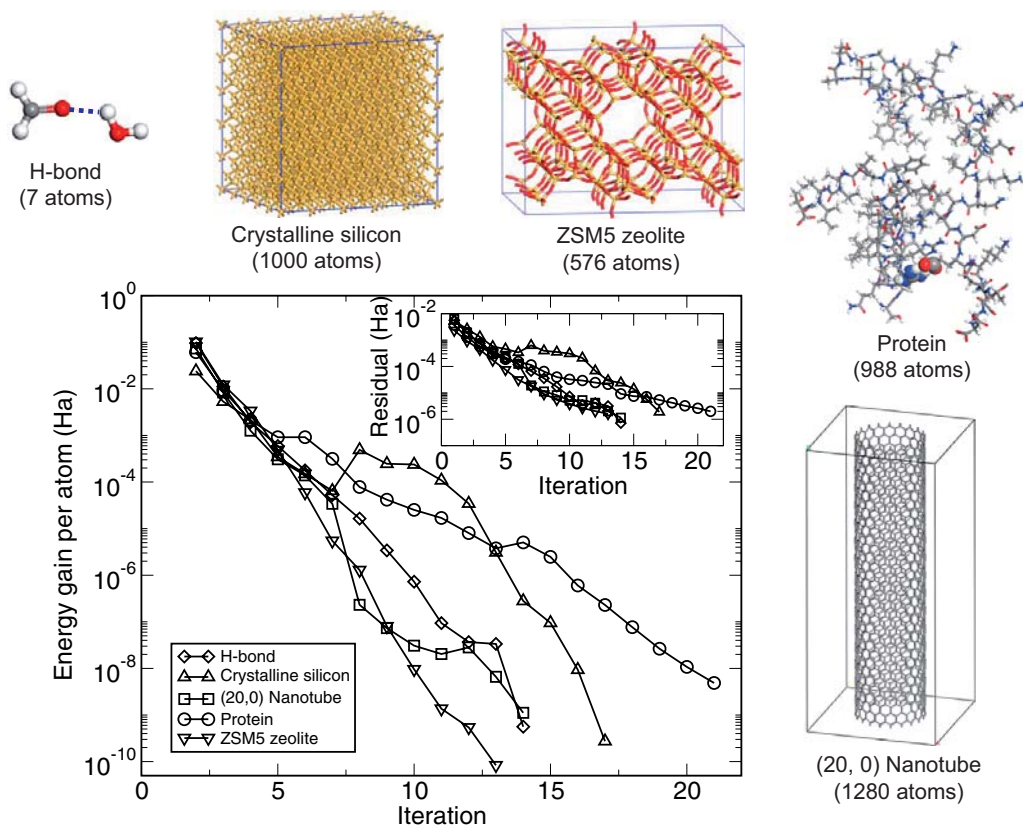 H-bond
(7 atoms)
Crystalline silicon
(1000 atoms)
ZSM5 zeolite
(576 atoms)
Protein
(988 atoms)
(20, 0) Nanotube
(1280 atoms)
Energy gain per atom (Ha)
10^0
10^-2
10^-4
10^-6
10^-8
10^-10
0
5
10
15
20
Iteration
H-bond
Crystalline silicon
(20,0) Nanotube
Protein
ZSM5 zeolite
Residual (Ha)
10^-2
10^-4
10^-6
0
5
10
15
20
Iteration